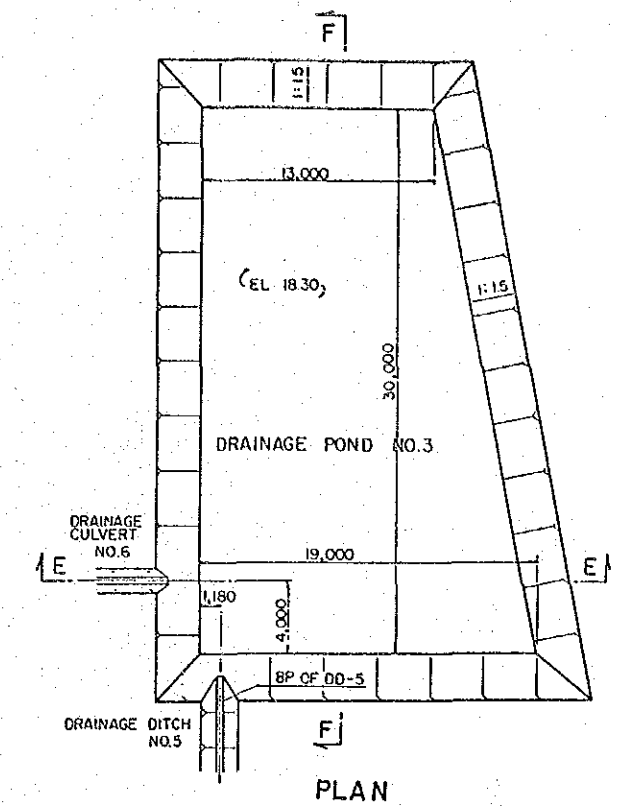 F
1:1.5
13,000
(EL 18.30)
1:1.5
30,000
DRAINAGE POND NO.3
DRAINAGE
CULVERT
NO.6
E
19,000
E
1,180
4,000
BP OF DD-5
DRAINAGE DITCH
NO.5
F
PLAN